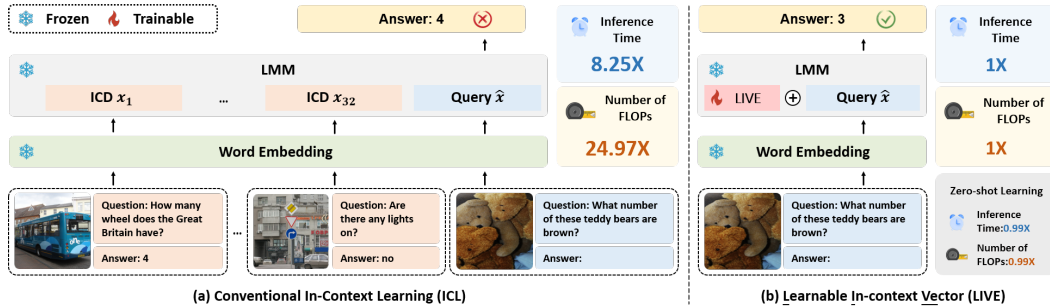 Frozen
Trainable
Answer: 4
LMM
ICD x₁
...
ICD x₃₂
Query x̂
Word Embedding
Question: How many
wheel does the Great
Britain have?
Answer: 4
...
Question: Are
there any lights
on?
Answer: no
Question: What number
of these teddy bears are
brown?
Answer:
Inference
Time
8.25X
Number of
FLOPs
24.97X
(a) Conventional In-Context Learning (ICL)
Answer: 3
LMM
LIVE
+
Query x̂
Word Embedding
Question: What number
of these teddy bears are
brown?
Answer:
Inference
Time
1X
Number of
FLOPs
1X
Zero-shot Learning
Inference
Time:0.99X
Number of
FLOPs:0.99X
(b) Learnable In-context Vector (LIVE)